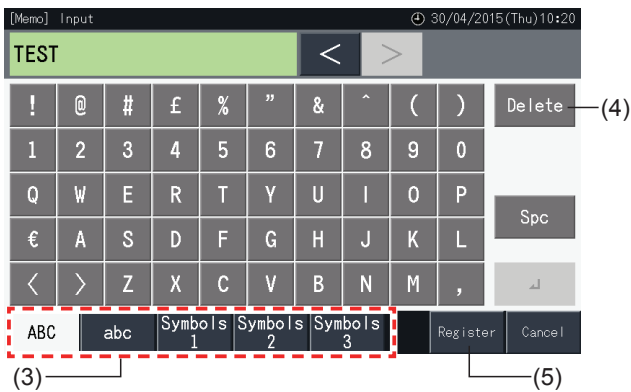 [Memo] Input 30/04/2015(Thu)10:20
TEST < >
! @ # £ % " & ^ ( ) Delete (4)
1 2 3 4 5 6 7 8 9 0
Q W E R T Y U I O P
Spc
€ A S D F G H J K L
< > Z X C V B N M , ↵
ABC abc Symbols 1 Symbols 2 Symbols 3 Register Cancel
(3) (5)